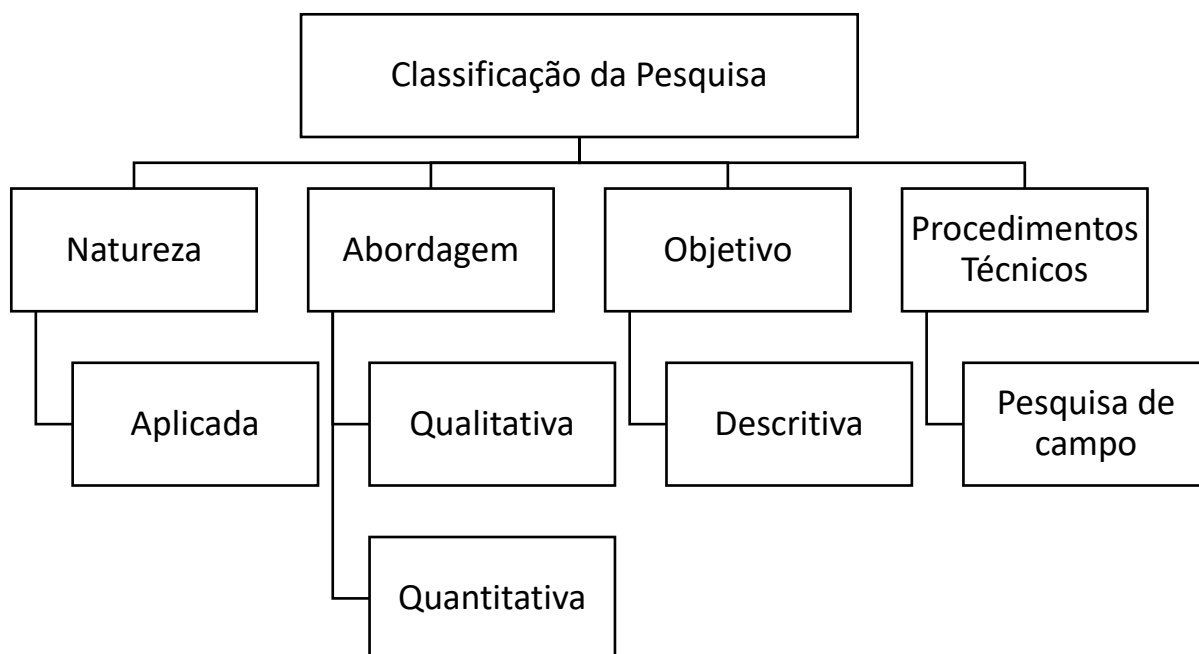 Classificação da Pesquisa
Natureza
Abordagem
Objetivo
Procedimentos
Técnicos
Aplicada
Qualitativa
Descritiva
Pesquisa de
campo
Quantitativa